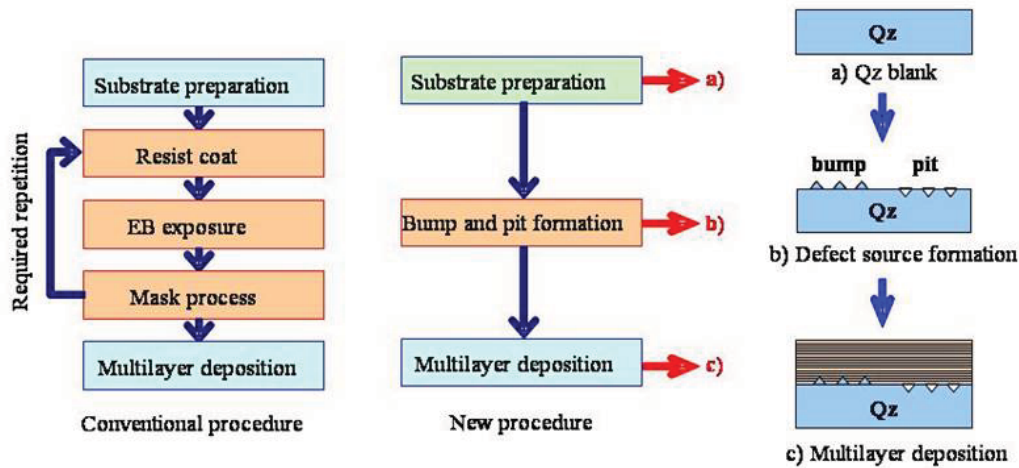 Substrate preparation
Resist coat
EB exposure
Mask process
Multilayer deposition
Required repetition
Conventional procedure
Substrate preparation
a)
Bump and pit formation
b)
Multilayer deposition
c)
New procedure
Qz
a) Qz blank
bump pit
Qz
b) Defect source formation
Qz
c) Multilayer deposition